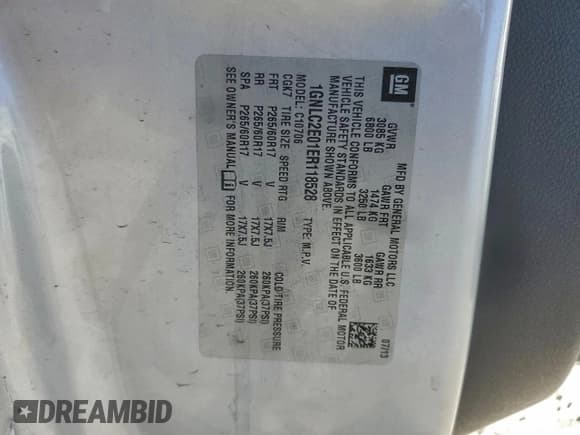 GM
MFD BY GENERAL MOTORS LLC
07/13
GVWR GAWR FRT GAWR RR
3085 KG 1474 KG 1633 KG
6800 LB 3250 LB 3600 LB
THIS VEHICLE CONFORMS TO ALL APPLICABLE U.S. FEDERAL MOTOR
VEHICLE SAFETY STANDARDS IN EFFECT ON THE DATE OF
MANUFACTURE SHOWN ABOVE.
1GNLC2E01ER118528 TYPE: M.P.V.
MODEL: C10706
CGK7 TIRE SIZE SPEED RTG RIM COLD TIRE PRESSURE
FRT P265/60R17 V 17X7.5J 260KPA(37PSI)
RR P265/60R17 V 17X7.5J 260KPA(37PSI)
SPA P265/60R17 V 17X7.5J 260KPA(37PSI)
SEE OWNER'S MANUAL FOR MORE INFORMATION.
DREAMBID